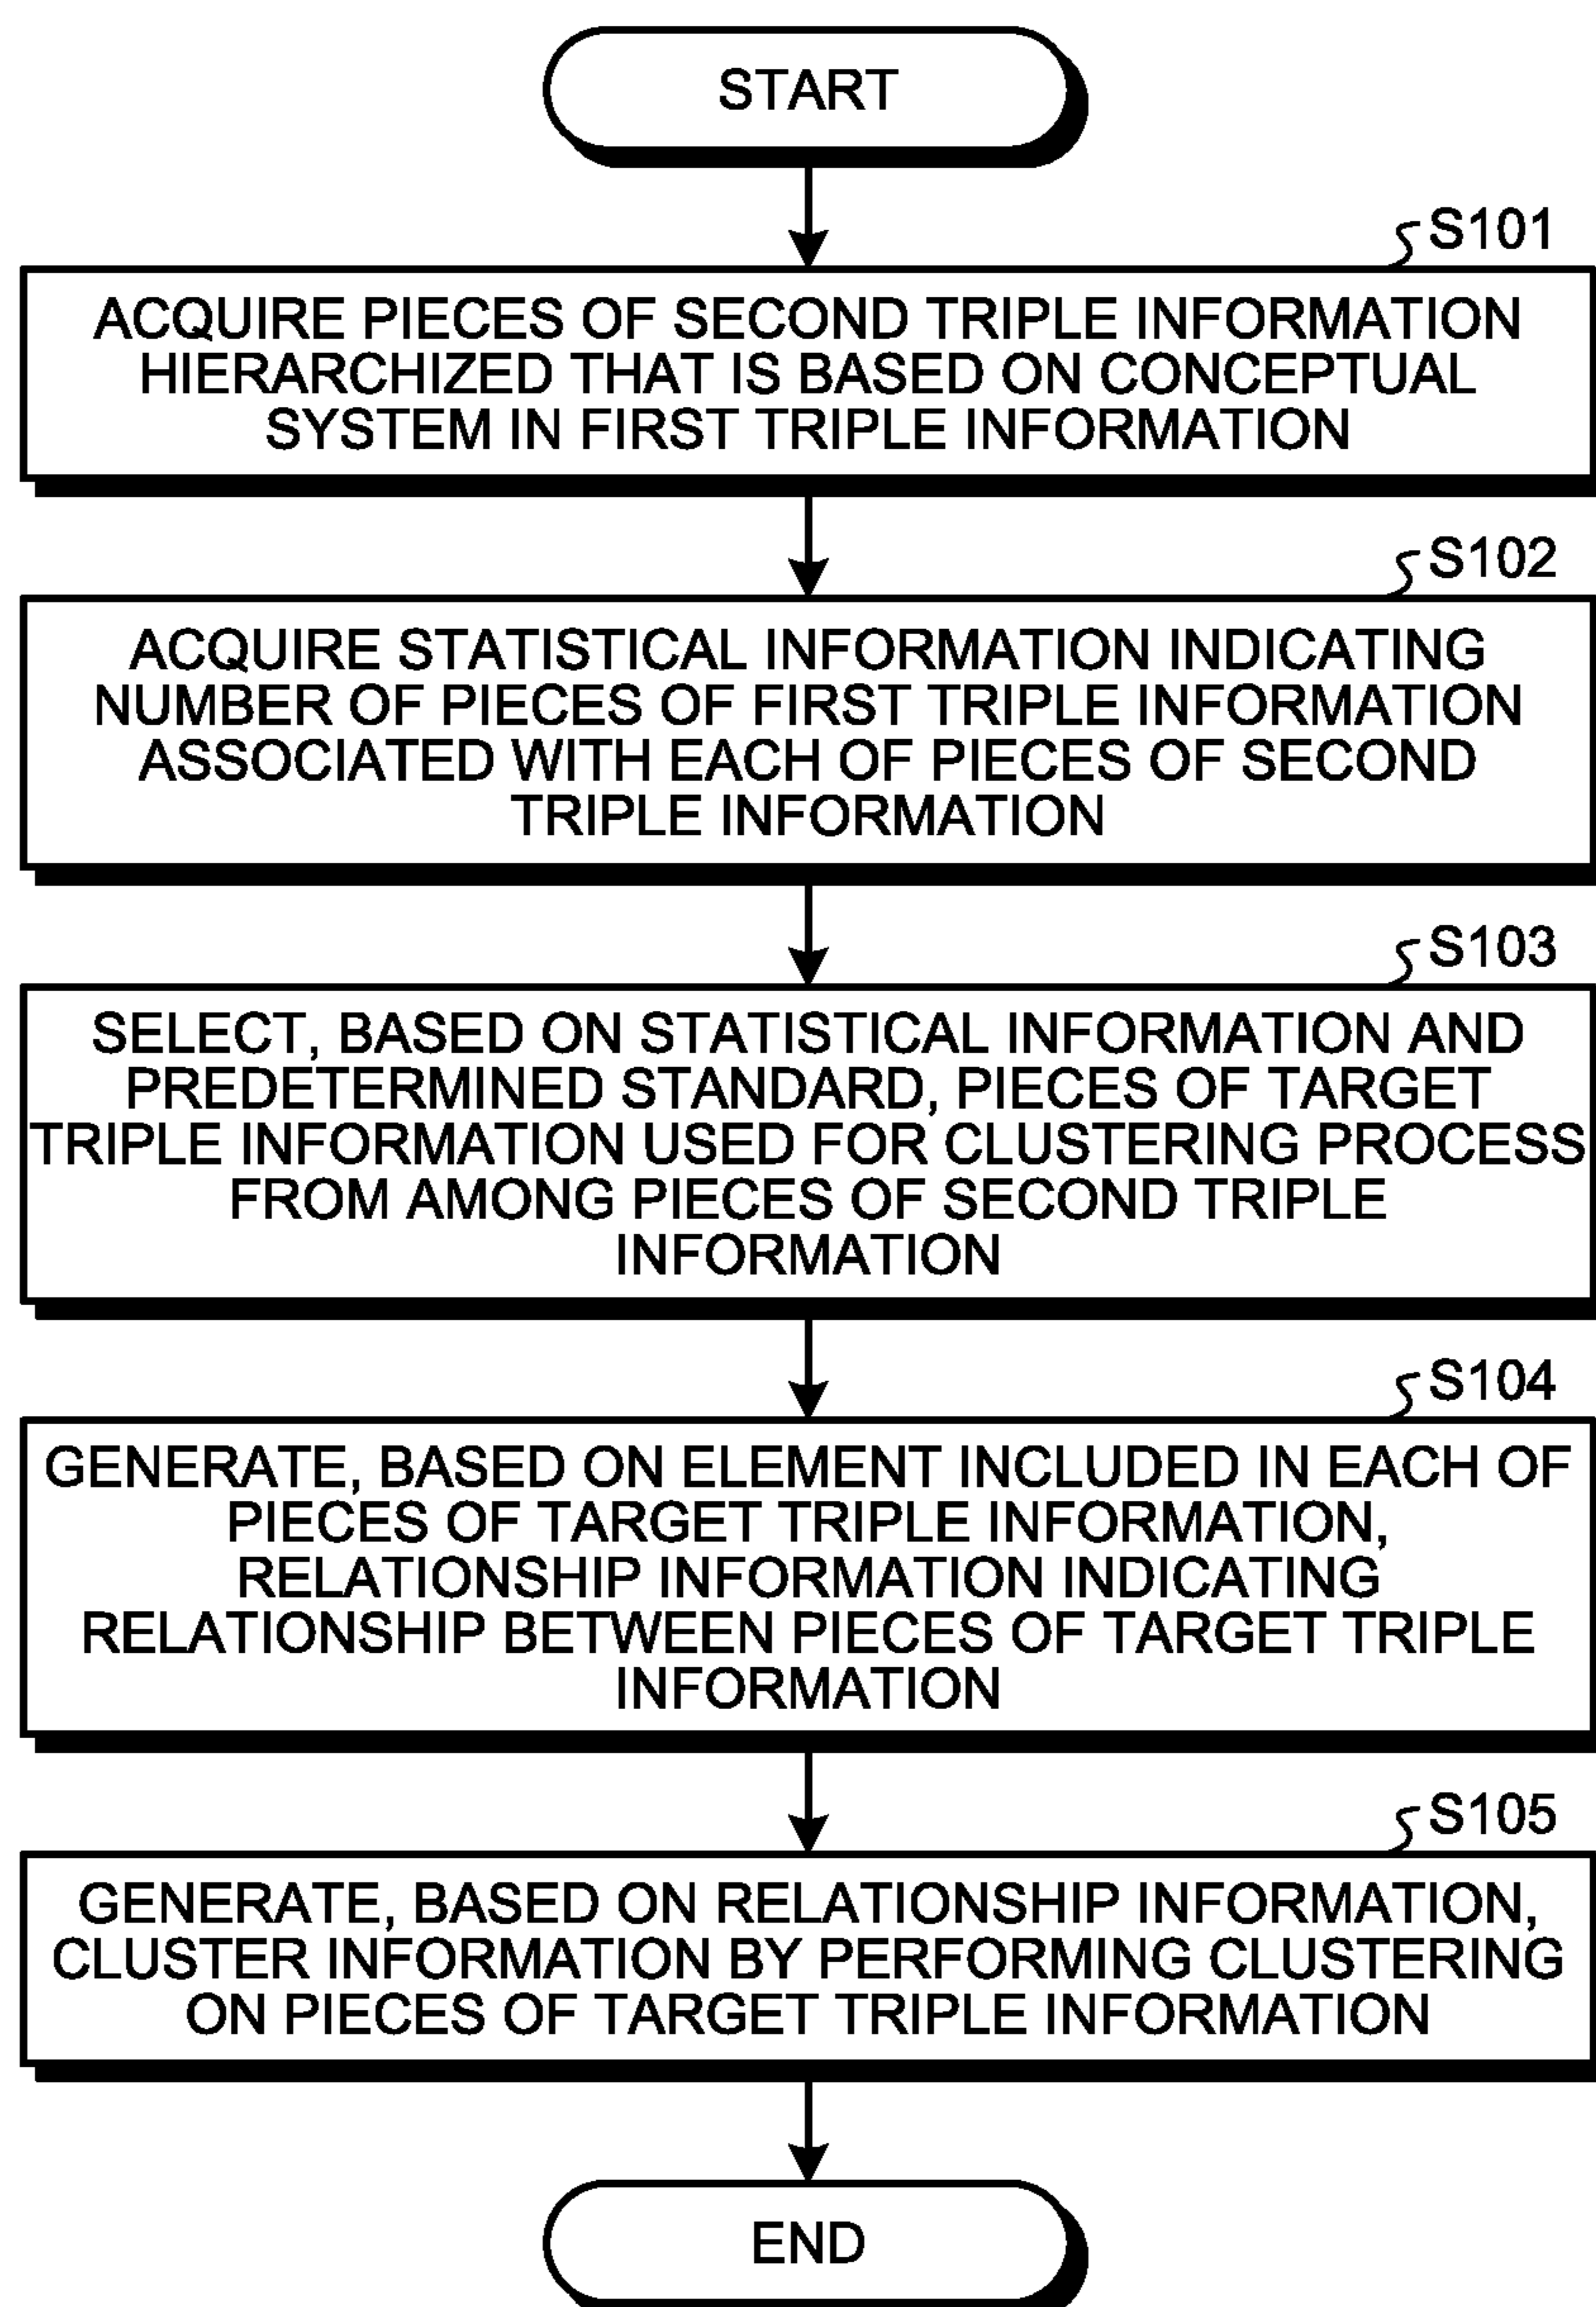 START
S101
ACQUIRE PIECES OF SECOND TRIPLE INFORMATION
HIERARCHIZED THAT IS BASED ON CONCEPTUAL
SYSTEM IN FIRST TRIPLE INFORMATION
S102
ACQUIRE STATISTICAL INFORMATION INDICATING
NUMBER OF PIECES OF FIRST TRIPLE INFORMATION
ASSOCIATED WITH EACH OF PIECES OF SECOND
TRIPLE INFORMATION
S103
SELECT, BASED ON STATISTICAL INFORMATION AND
PREDETERMINED STANDARD, PIECES OF TARGET
TRIPLE INFORMATION USED FOR CLUSTERING PROCESS
FROM AMONG PIECES OF SECOND TRIPLE
INFORMATION
S104
GENERATE, BASED ON ELEMENT INCLUDED IN EACH OF
PIECES OF TARGET TRIPLE INFORMATION,
RELATIONSHIP INFORMATION INDICATING
RELATIONSHIP BETWEEN PIECES OF TARGET TRIPLE
INFORMATION
S105
GENERATE, BASED ON RELATIONSHIP INFORMATION,
CLUSTER INFORMATION BY PERFORMING CLUSTERING
ON PIECES OF TARGET TRIPLE INFORMATION
END